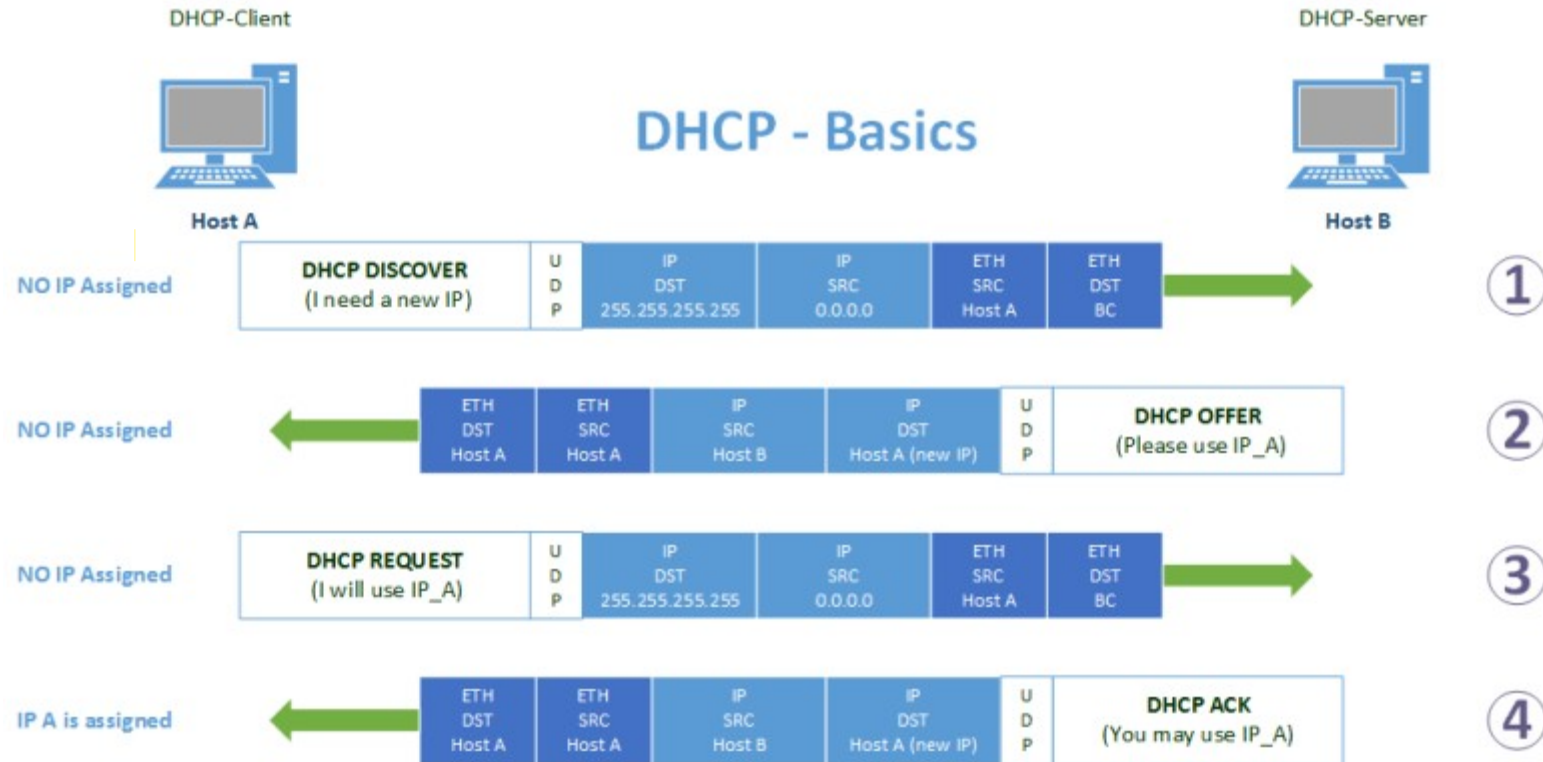 DHCP-Client
DHCP-Server
DHCP - Basics
Host A
Host B
NO IP Assigned
DHCP DISCOVER
(I need a new IP)
U
D
P
IP
DST
255.255.255.255
IP
SRC
0.0.0.0
ETH
SRC
Host A
ETH
DST
BC
1
NO IP Assigned
ETH
DST
Host A
ETH
SRC
Host A
IP
SRC
Host B
IP
DST
Host A (new IP)
U
D
P
DHCP OFFER
(Please use IP_A)
2
NO IP Assigned
DHCP REQUEST
(I will use IP_A)
U
D
P
IP
DST
255.255.255.255
IP
SRC
0.0.0.0
ETH
SRC
Host A
ETH
DST
BC
3
IP A is assigned
ETH
DST
Host A
ETH
SRC
Host A
IP
SRC
Host B
IP
DST
Host A (new IP)
U
D
P
DHCP ACK
(You may use IP_A)
4